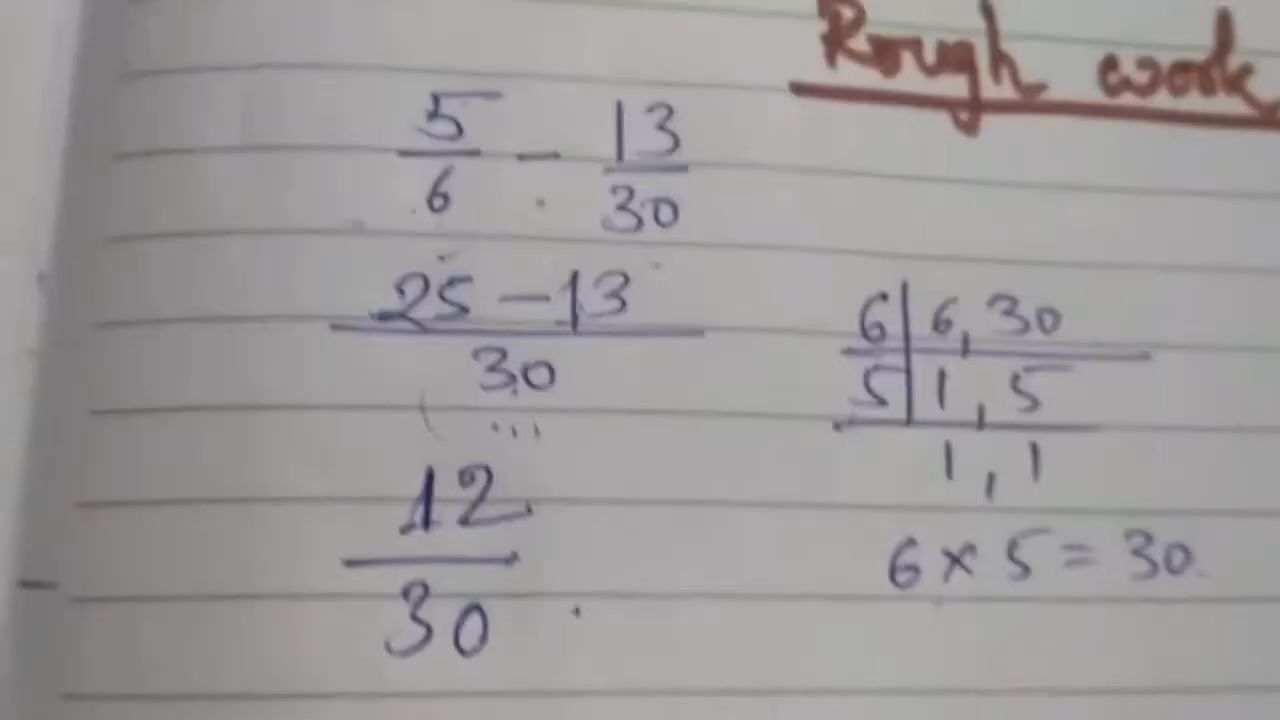 Rough work
5/6 - 13/30
25 - 13 / 30
12/30
6 | 6, 30
5 | 1, 5
1, 1
6 × 5 = 30